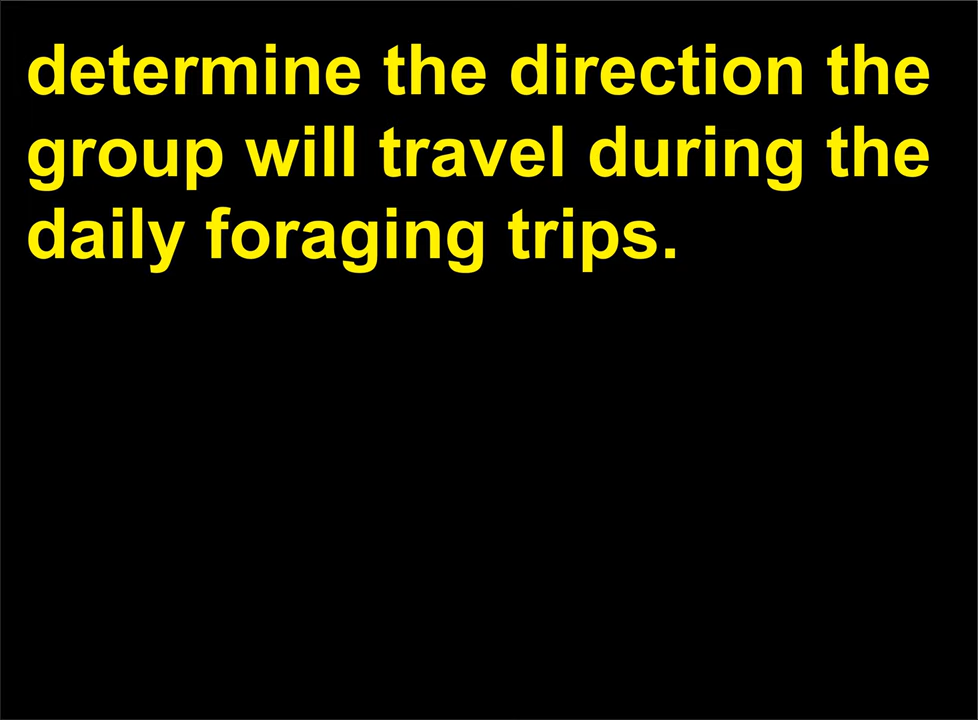 determine the direction the
group will travel during the
daily foraging trips.